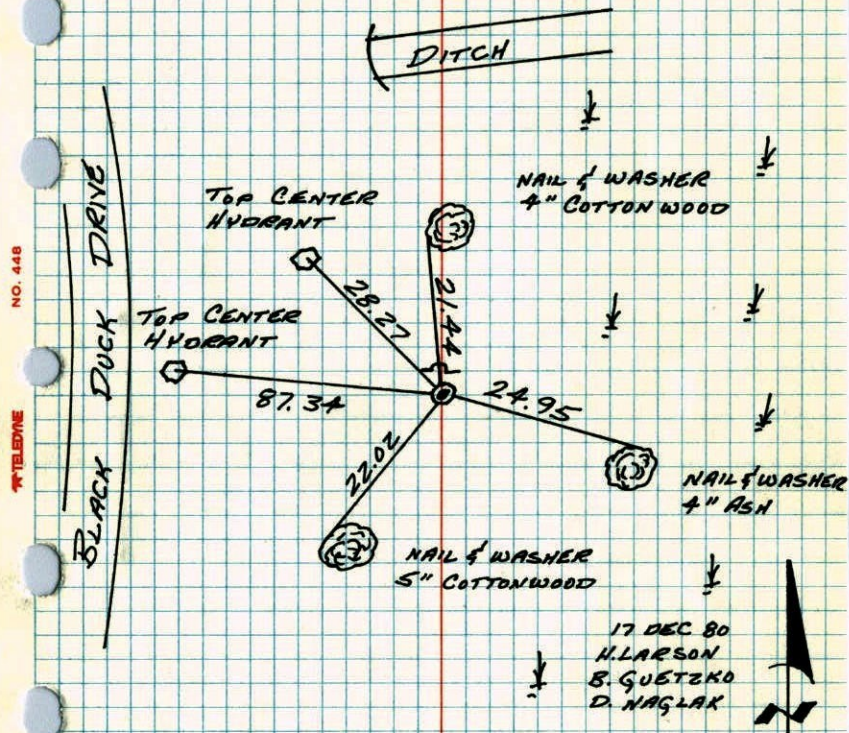 DITCH
NAIL & WASHER
4" COTTONWOOD
TOP CENTER
HYDRANT
28.27
21.44
TOP CENTER
HYDRANT
BLACK DUCK DRIVE
NO. 448
TELEDYNE
87.34
24.95
22.02
NAIL & WASHER
4" ASH
NAIL & WASHER
5" COTTONWOOD
17 DEC 80
H. LARSON
B. GUETZKO
D. NAGLAK
N